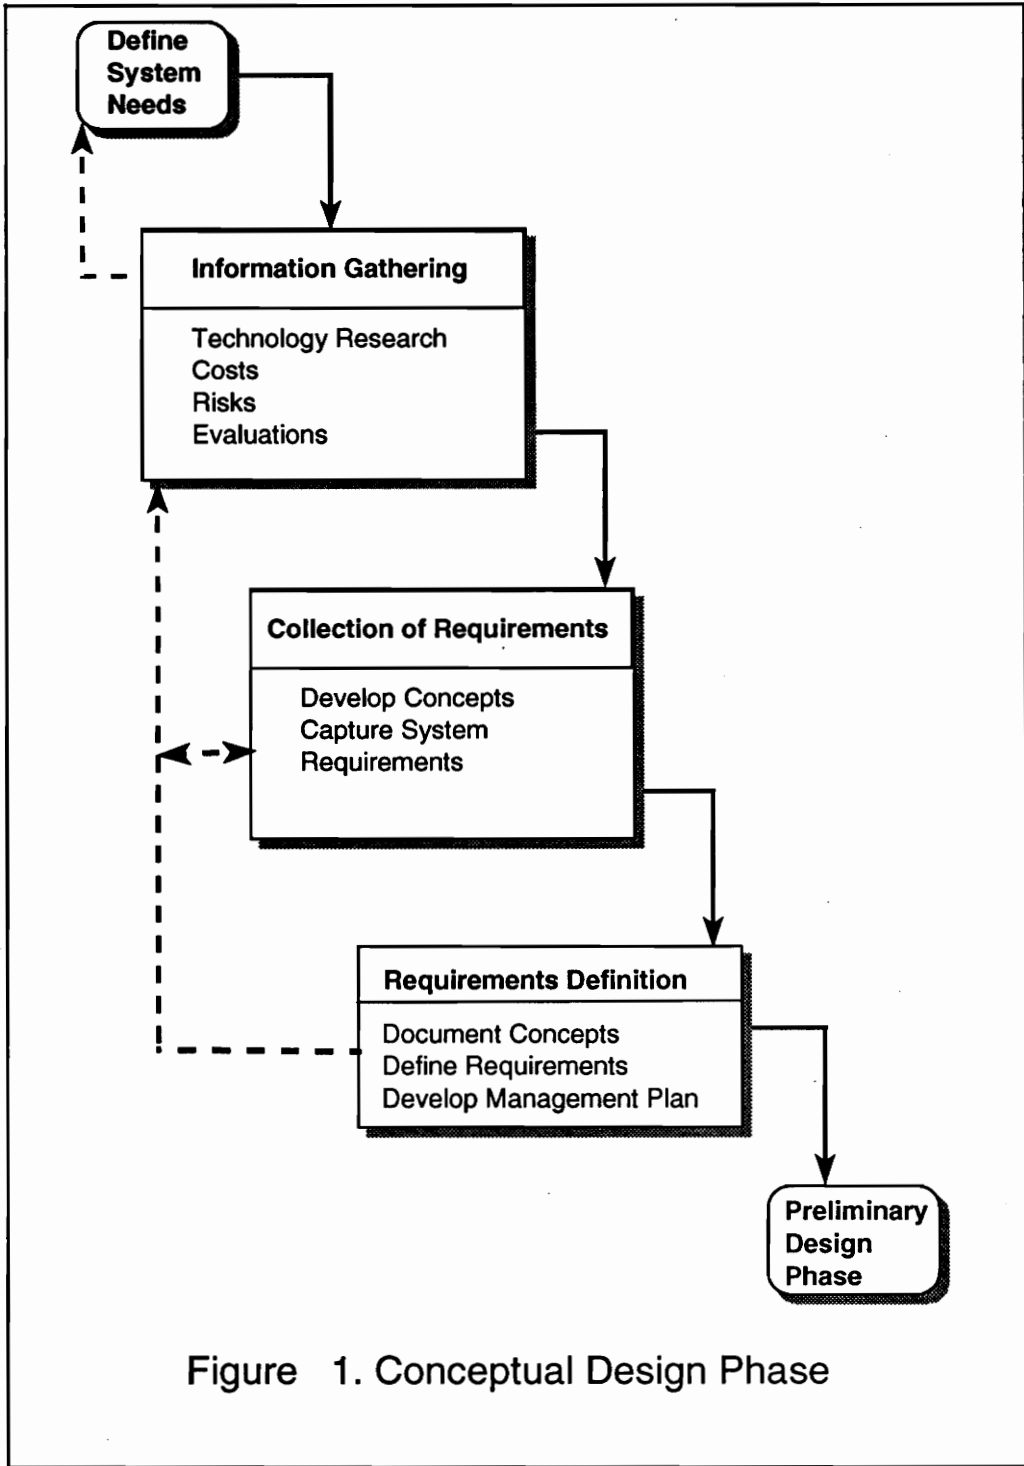 Define
System
Needs
Information Gathering
Technology Research
Costs
Risks
Evaluations
Collection of Requirements
Develop Concepts
Capture System
Requirements
Requirements Definition
Document Concepts
Define Requirements
Develop Management Plan
Preliminary
Design
Phase
Figure 1. Conceptual Design Phase